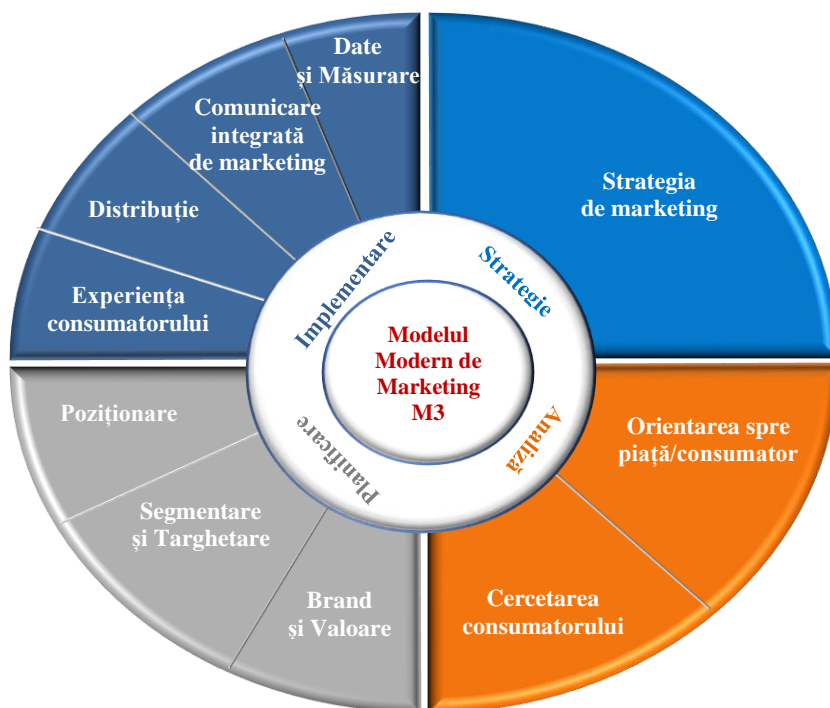 Date
și Măsurare
Comunicare
integrată
de marketing
Distribuție
Experiența
consumatorului
Strategia
de marketing
Implementare
Strategie
Modelul
Modern de
Marketing
M3
Planificare
Analiză
Poziționare
Segmentare
și Targhetare
Brand
și Valoare
Orientarea spre
piață/consumator
Cercetarea
consumatorului